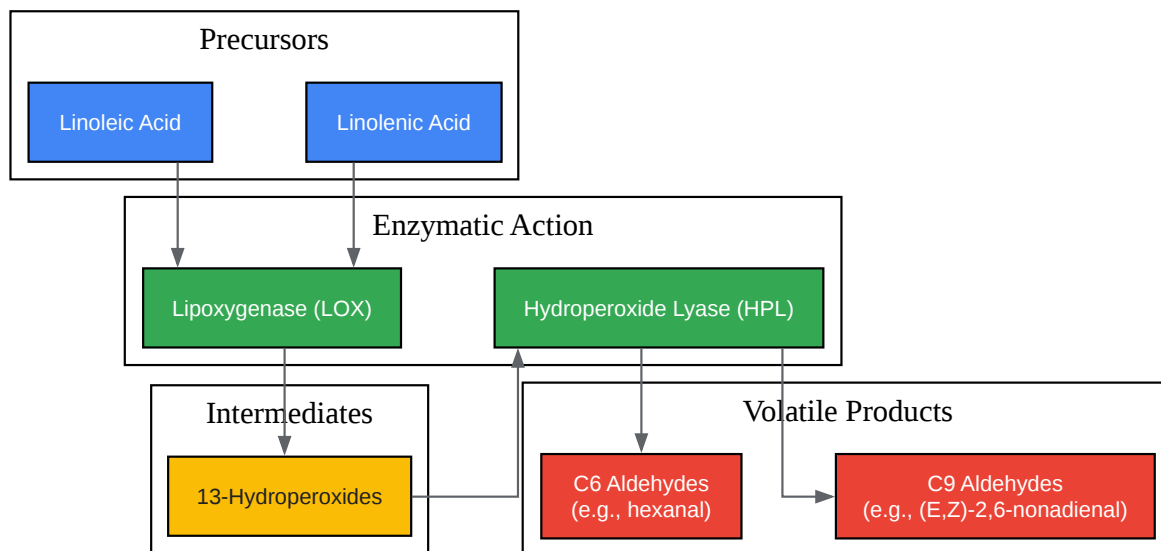 Precursors
Linoleic Acid
Linolenic Acid
Enzymatic Action
Lipoxygenase (LOX)
Hydroperoxide Lyase (HPL)
Intermediates
13-Hydroperoxides
Volatile Products
C6 Aldehydes
(e.g., hexanal)
C9 Aldehydes
(e.g., (E,Z)-2,6-nonadienal)